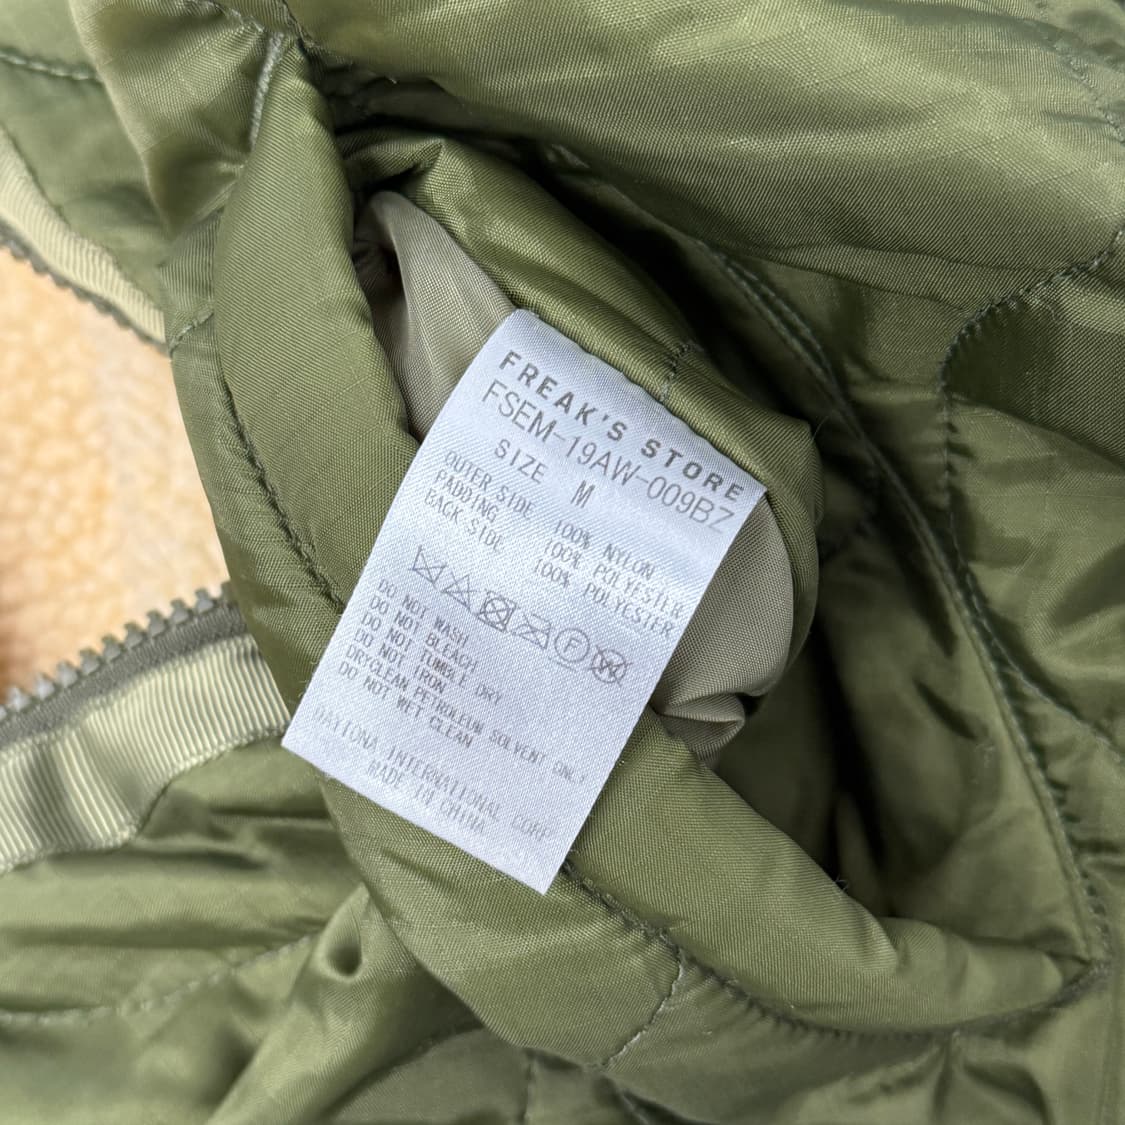 FREAK'S STORE
FSEM-19AW-009BZ
SIZE M
OUTER SIDE 100% NYLON
PADDING 100% POLYESTER
BACK SIDE 100% POLYESTER
F
DO NOT WASH
DO NOT BLEACH
DO NOT TUMBLE DRY
DO NOT IRON
DRYCLEAN PETROLEUM SOLVENT ONLY
DO NOT WET CLEAN
DAYTONA INTERNATIONAL CORP
MADE IN CHINA